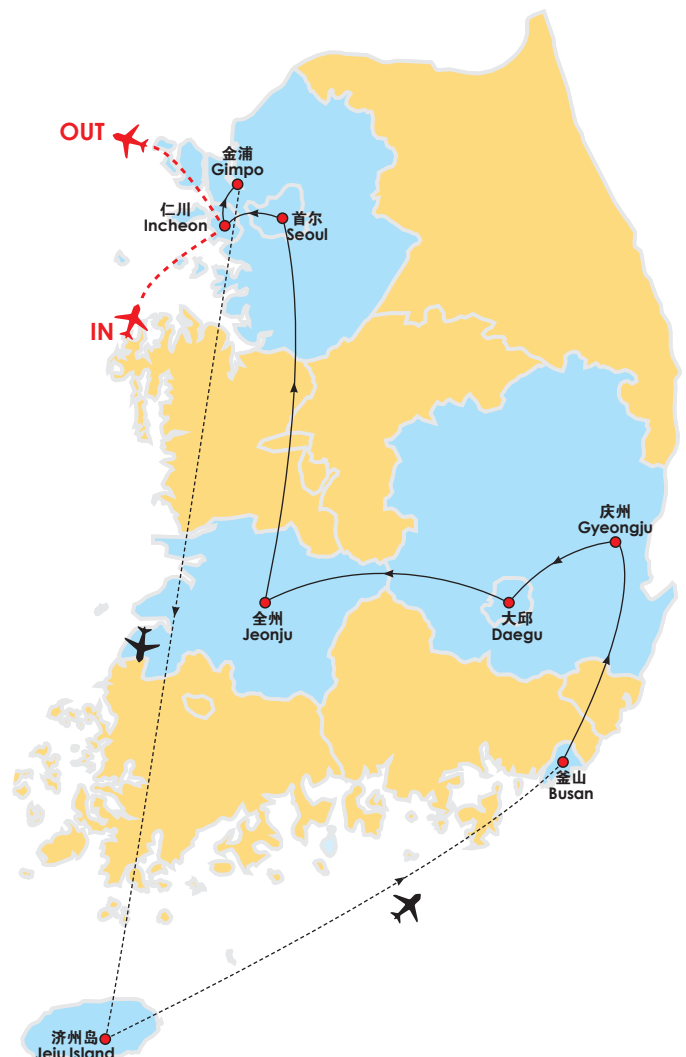 OUT
金浦
Gimpo
仁川
Incheon
首尔
Seoul
IN
庆州
Gyeongju
全州
Jeonju
大邱
Daegu
釜山
Busan
济州岛
Jeju Island